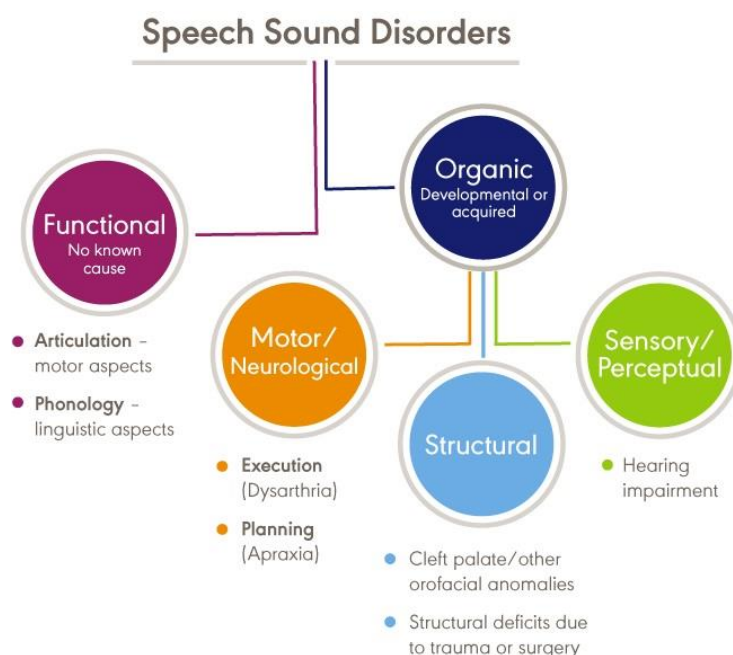 Speech Sound Disorders
Functional
No known
cause
Articulation –
motor aspects
Phonology –
linguistic aspects
Organic
Developmental or
acquired
Motor/
Neurological
Execution
(Dysarthria)
Planning
(Apraxia)
Structural
Cleft palate/other
orofacial anomalies
Structural deficits due
to trauma or surgery
Sensory/
Perceptual
Hearing
impairment